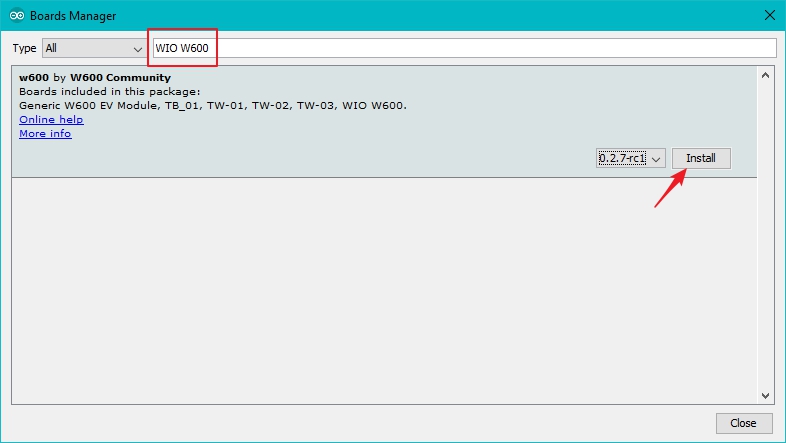 Boards Manager
Type All WIO W600
w600 by W600 Community
Boards included in this package:
Generic W600 EV Module, TB_01, TW-01, TW-02, TW-03, WIO W600.
Online help
More info
0.2.7-rc1 Install
Close